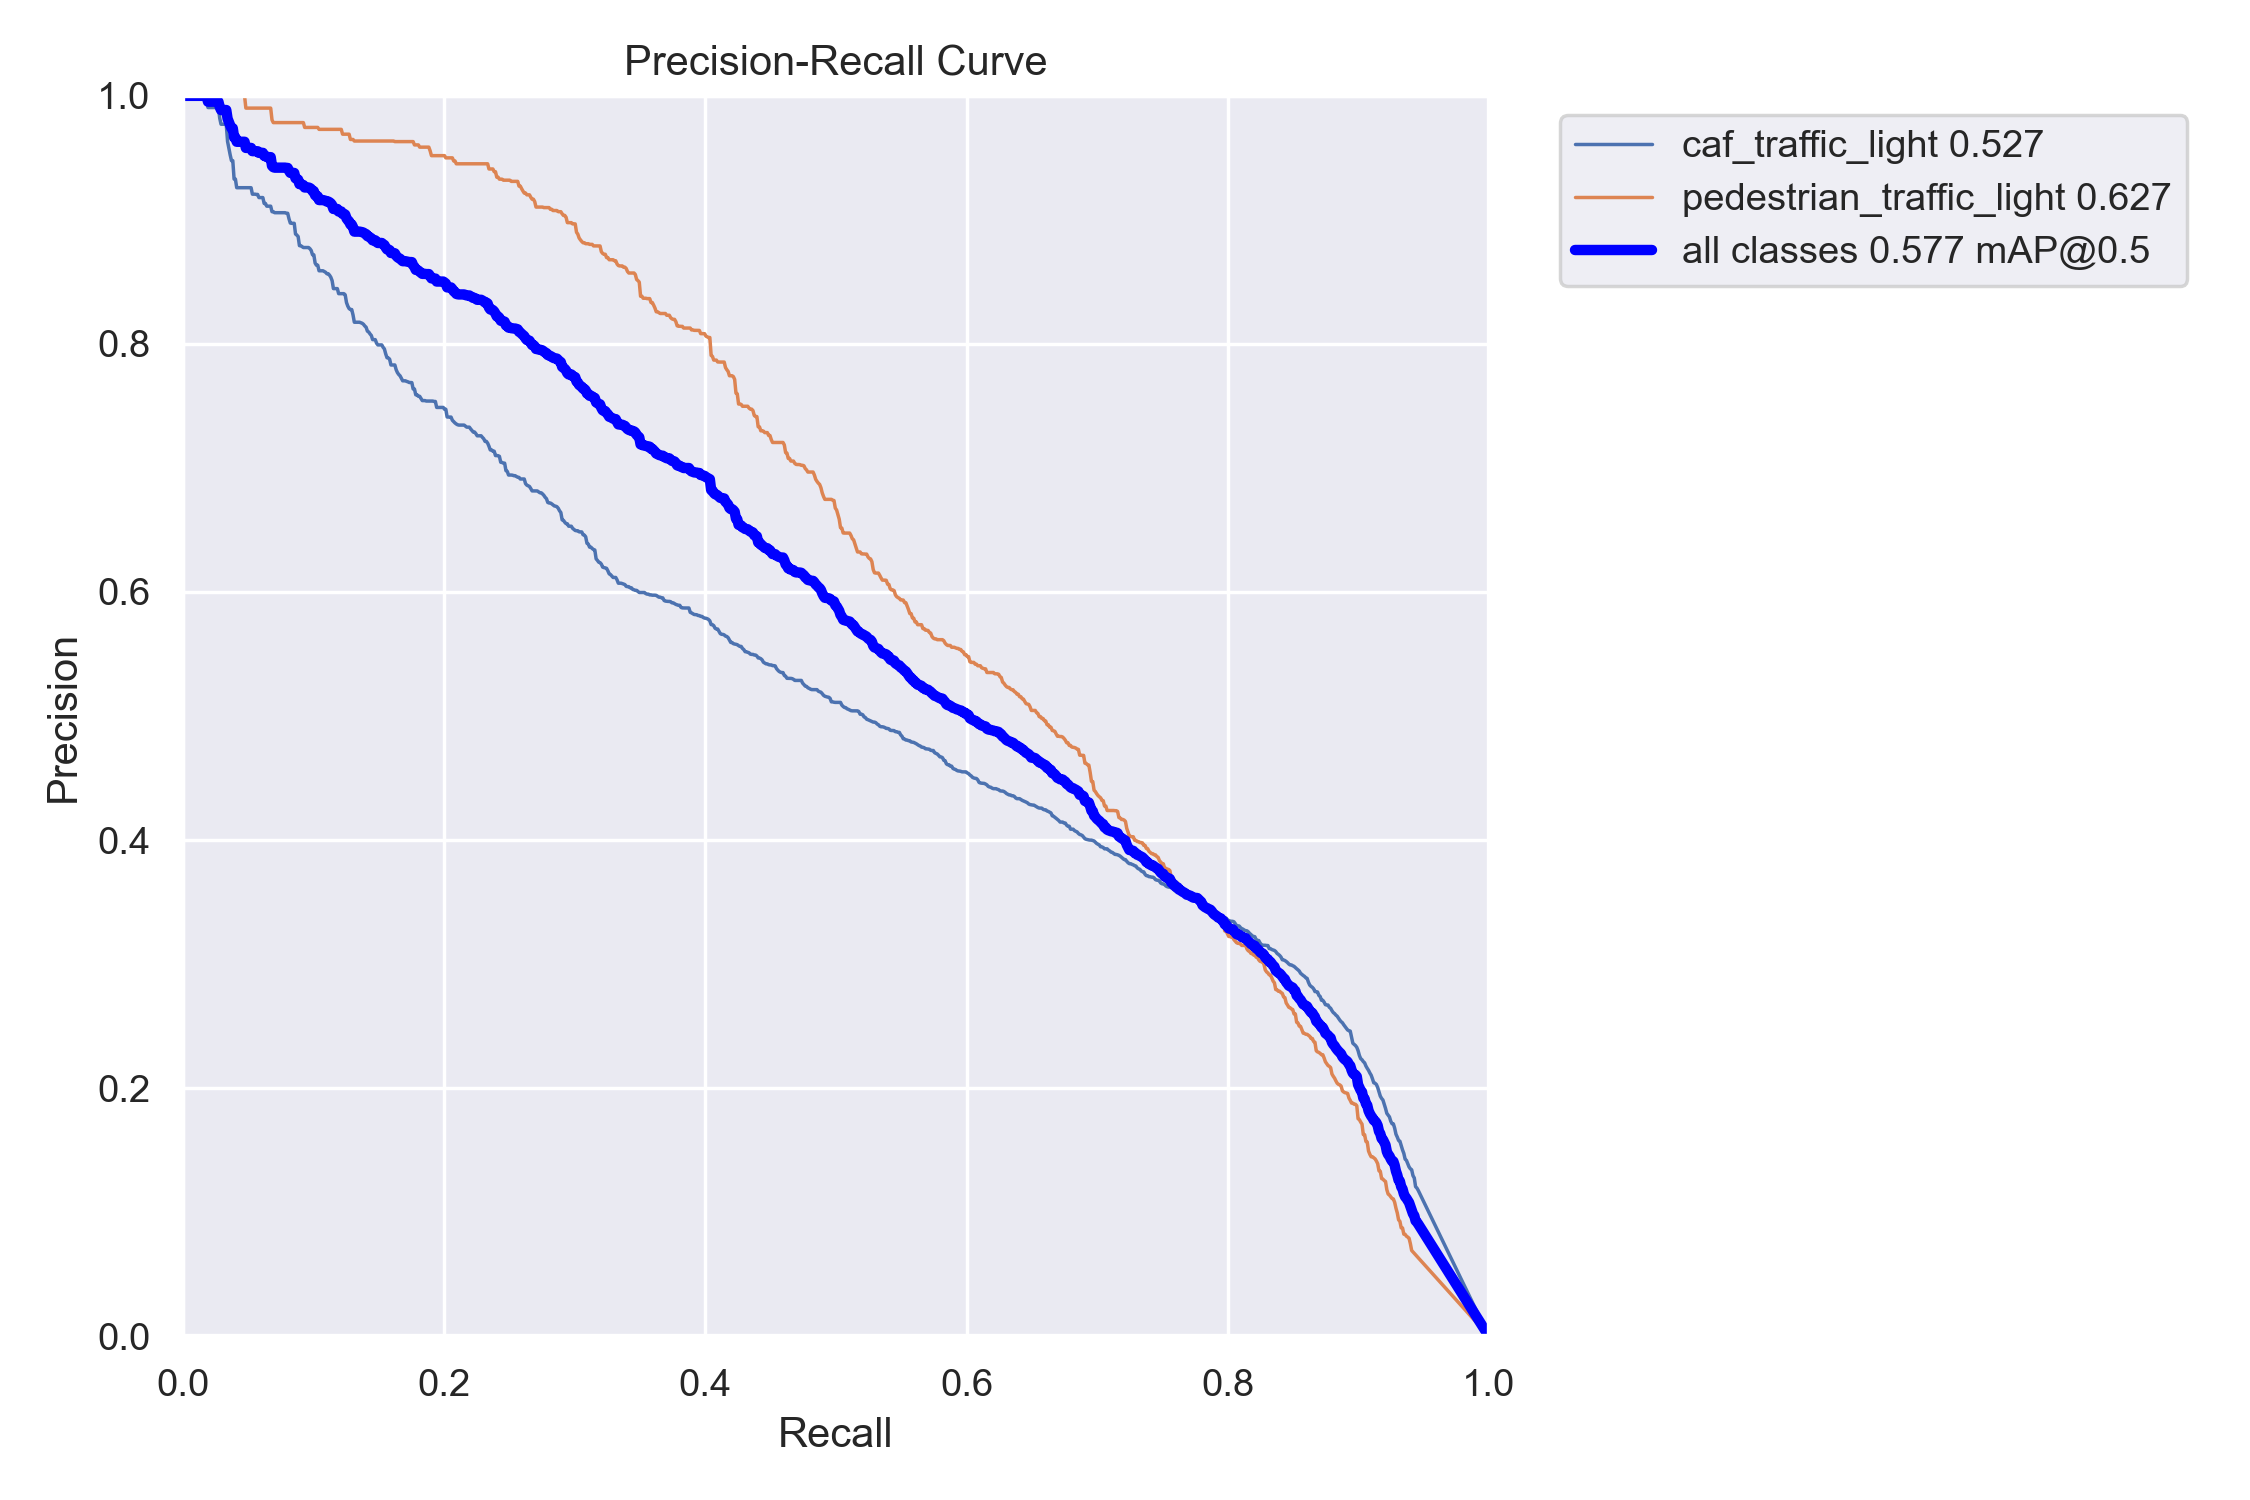 Precision-Recall Curve
1.0
0.8
0.6
0.4
0.2
0.0
Precision
0.0 0.2 0.4 0.6 0.8 1.0
Recall
caf_traffic_light 0.527
pedestrian_traffic_light 0.627
all classes 0.577 mAP@0.5